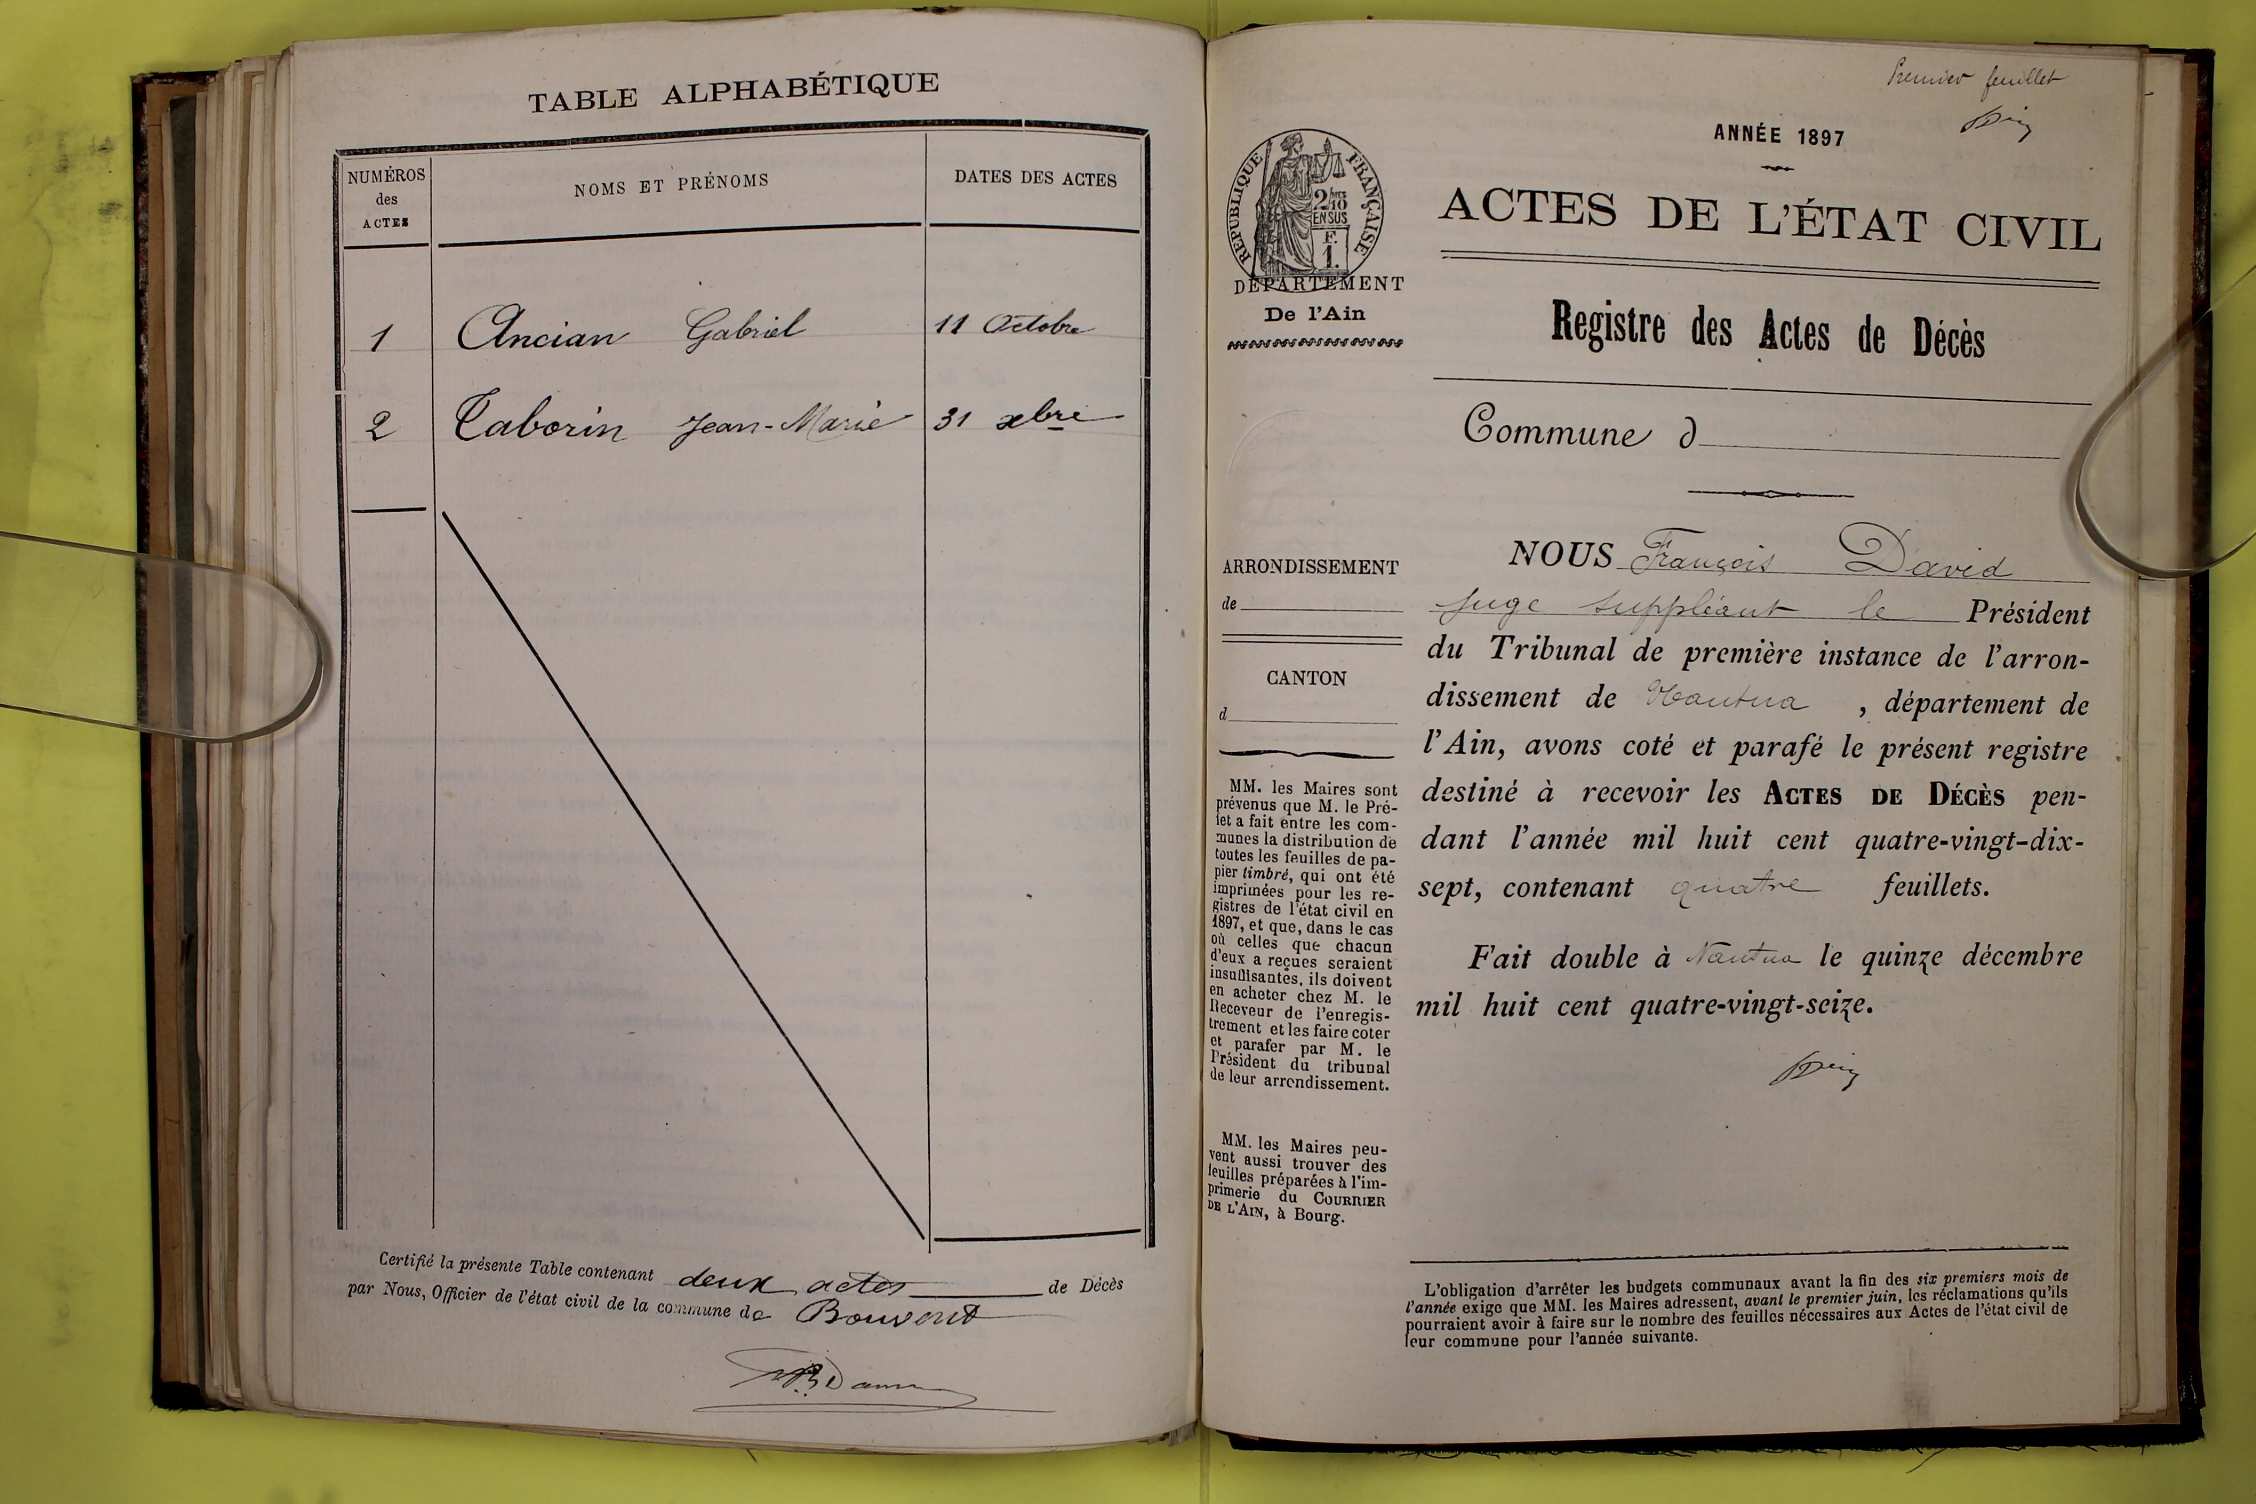 TABLE ALPHABÉTIQUE
NUMÉROS
des
ACTES
NOMS ET PRÉNOMS
DATES DES ACTES
1 Ancian Gabriel 11 Octobre
2 Taborin Jean-Marie 31 xbre
Certifié la présente Table contenant deux actes de Décès
par Nous, Officier de l'état civil de la commune de Bouvent
Premier feuillet
ANNÉE 1897
RÉPUBLIQUE FRANÇAISE
2/10
EN SUS
F.
1.
DÉPARTEMENT
De l'Ain
ACTES DE L'ÉTAT CIVIL
Registre des Actes de Décès
Commune d
ARRONDISSEMENT
de
CANTON
d
MM. les Maires sont
prévenus que M. le Pré-
fet a fait entre les com-
munes la distribution de
toutes les feuilles de pa-
pier timbré, qui ont été
imprimées pour les re-
gistres de l'état civil en
1897, et que, dans le cas
où celles que chacun
d'eux a reçues seraient
insuffisantes, ils doivent
en acheter chez M. le
Receveur de l'enregis-
trement et les faire coter
et parafer par M. le
Président du tribunal
de leur arrondissement.
MM. les Maires peu-
vent aussi trouver des
feuilles préparées à l'im-
primerie du COURRIER
DE L'AIN, à Bourg.
NOUS François David
juge suppléant le Président
du Tribunal de première instance de l'arron-
dissement de Nantua , département de
l'Ain, avons coté et parafé le présent registre
destiné à recevoir les ACTES DE DÉCÈS pen-
dant l'année mil huit cent quatre-vingt-dix-
sept, contenant quatre feuillets.
Fait double à Nantua le quinze décembre
mil huit cent quatre-vingt-seize.
L'obligation d'arrêter les budgets communaux avant la fin des six premiers mois de
l'année exige que MM. les Maires adressent, avant le premier juin, les réclamations qu'ils
pourraient avoir à faire sur le nombre des feuilles nécessaires aux Actes de l'état civil de
leur commune pour l'année suivante.